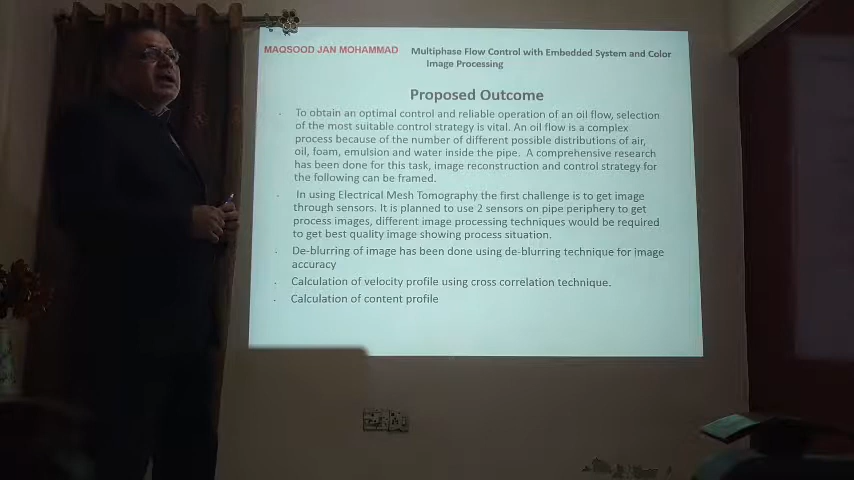 MAQSOOD JAN MOHAMMAD Multiphase Flow Control with Embedded System and Color
Image Processing
Proposed Outcome
To obtain an optimal control and reliable operation of an oil flow, selection
of the most suitable control strategy is vital. An oil flow is a complex
process because of the number of different possible distributions of air,
oil, foam, emulsion and water inside the pipe. A comprehensive research
has been done for this task, image reconstruction and control strategy for
the following can be framed.
In using Electrical Mesh Tomography the first challenge is to get image
through sensors. It is planned to use 2 sensors on pipe periphery to get
process images, different image processing techniques would be required
to get best quality image showing process situation.
De-blurring of image has been done using de-blurring technique for image
accuracy
Calculation of velocity profile using cross correlation technique.
Calculation of content profile